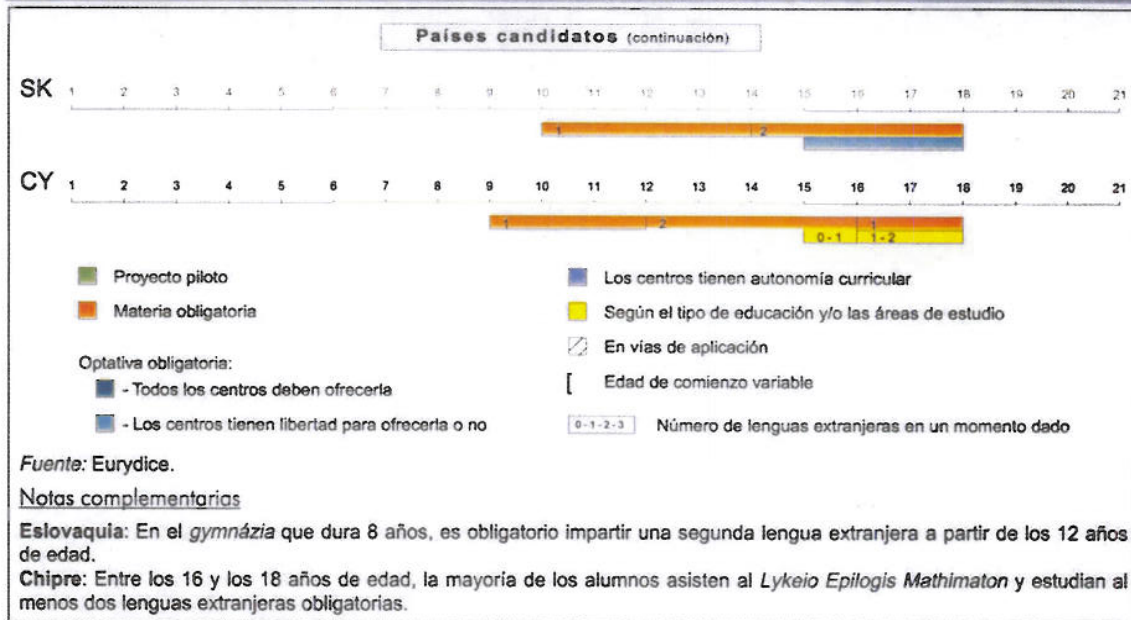 Países candidatos (continuación)
SK 1 2 3 4 5 6 7 8 9 10 11 12 13 14 15 16 17 18 19 20 21
1 2
CY 1 2 3 4 5 6 7 8 9 10 11 12 13 14 15 16 17 18 19 20 21
1 2 1
0 - 1 1 - 2
Proyecto piloto
Materia obligatoria
Optativa obligatoria:
- Todos los centros deben ofrecerla
- Los centros tienen libertad para ofrecerla o no
Los centros tienen autonomía curricular
Según el tipo de educación y/o las áreas de estudio
En vías de aplicación
[ Edad de comienzo variable
0 - 1 - 2 - 3 Número de lenguas extranjeras en un momento dado
Fuente: Eurydice.
Notas complementarias
Eslovaquia: En el gymnázia que dura 8 años, es obligatorio impartir una segunda lengua extranjera a partir de los 12 años
de edad.
Chipre: Entre los 16 y los 18 años de edad, la mayoría de los alumnos asisten al Lykeio Epilogis Mathimaton y estudian al
menos dos lenguas extranjeras obligatorias.